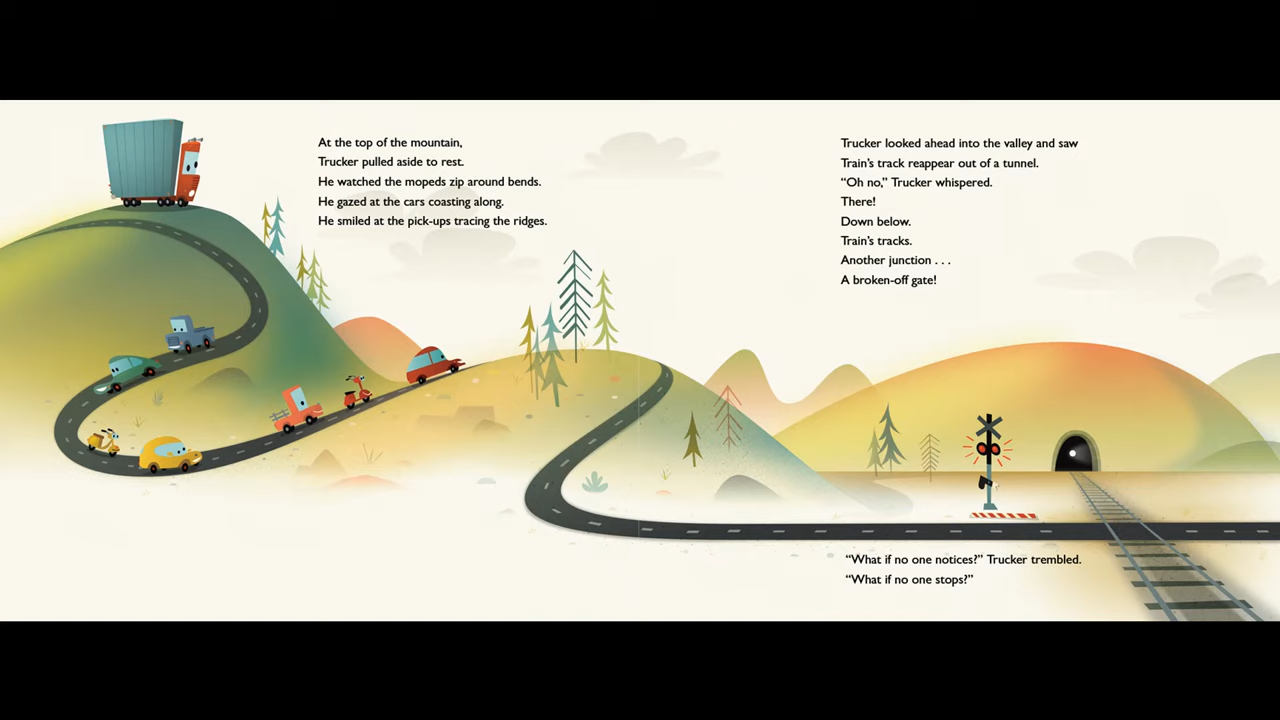 At the top of the mountain,
Trucker pulled aside to rest.
He watched the mopeds zip around bends.
He gazed at the cars coasting along.
He smiled at the pick-ups tracing the ridges.
Trucker looked ahead into the valley and saw
Train’s track reappear out of a tunnel.
“Oh no,” Trucker whispered.
There!
Down below.
Train’s tracks.
Another junction . . .
A broken-off gate!
“What if no one notices?” Trucker trembled.
“What if no one stops?”